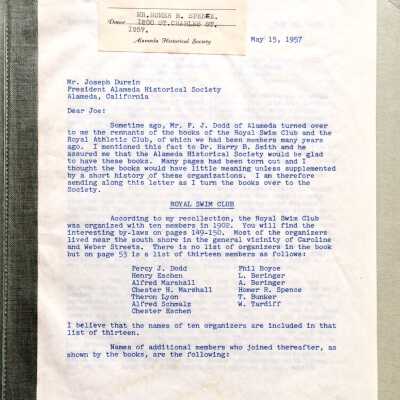 MR. HOMER R. SPENCE.
Donor 1200 ST. CHARLES ST.
1957.
Alameda Historical Society
May 15, 1957
Mr. Joseph Durein
President Alameda Historical Society
Alameda, California
Dear Joe:
Sometime ago, Mr. P. J. Dodd of Alameda turned over
to me the remnants of the books of the Royal Swim Club and the
Royal Athletic Club, of which we had been members many years
ago. I mentioned this fact to Dr. Harry B. Smith and he
assured me that the Alameda Historical Society would be glad
to have these books. Many pages had been torn out and I
thought the books would have little meaning unless supplemented
by a short history of these organizations. I am therefore
sending along this letter as I turn the books over to the
Society.
ROYAL SWIM CLUB
According to my recollection, the Royal Swim Club
was organized with ten members in 1902. You will find the
interesting by-laws on pages 149-150. Most of the organizers
lived near the south shore in the general vicinity of Caroline
and Weber Streets. There is no list of organizers in the book
but on page 53 is a list of thirteen members as follows:
Percy J. Dodd Phil Boyce
Henry Eschen L. Beringer
Alfred Marshall A. Beringer
Chester H. Marshall Homer R. Spence
Theron Lyon T. Bunker
Alfred Schmalz W. Tardiff
Chester Eschen
I believe that the names of ten organizers are included in that
list of thirteen.
Names of additional members who joined thereafter, as
shown by the books, are the following: